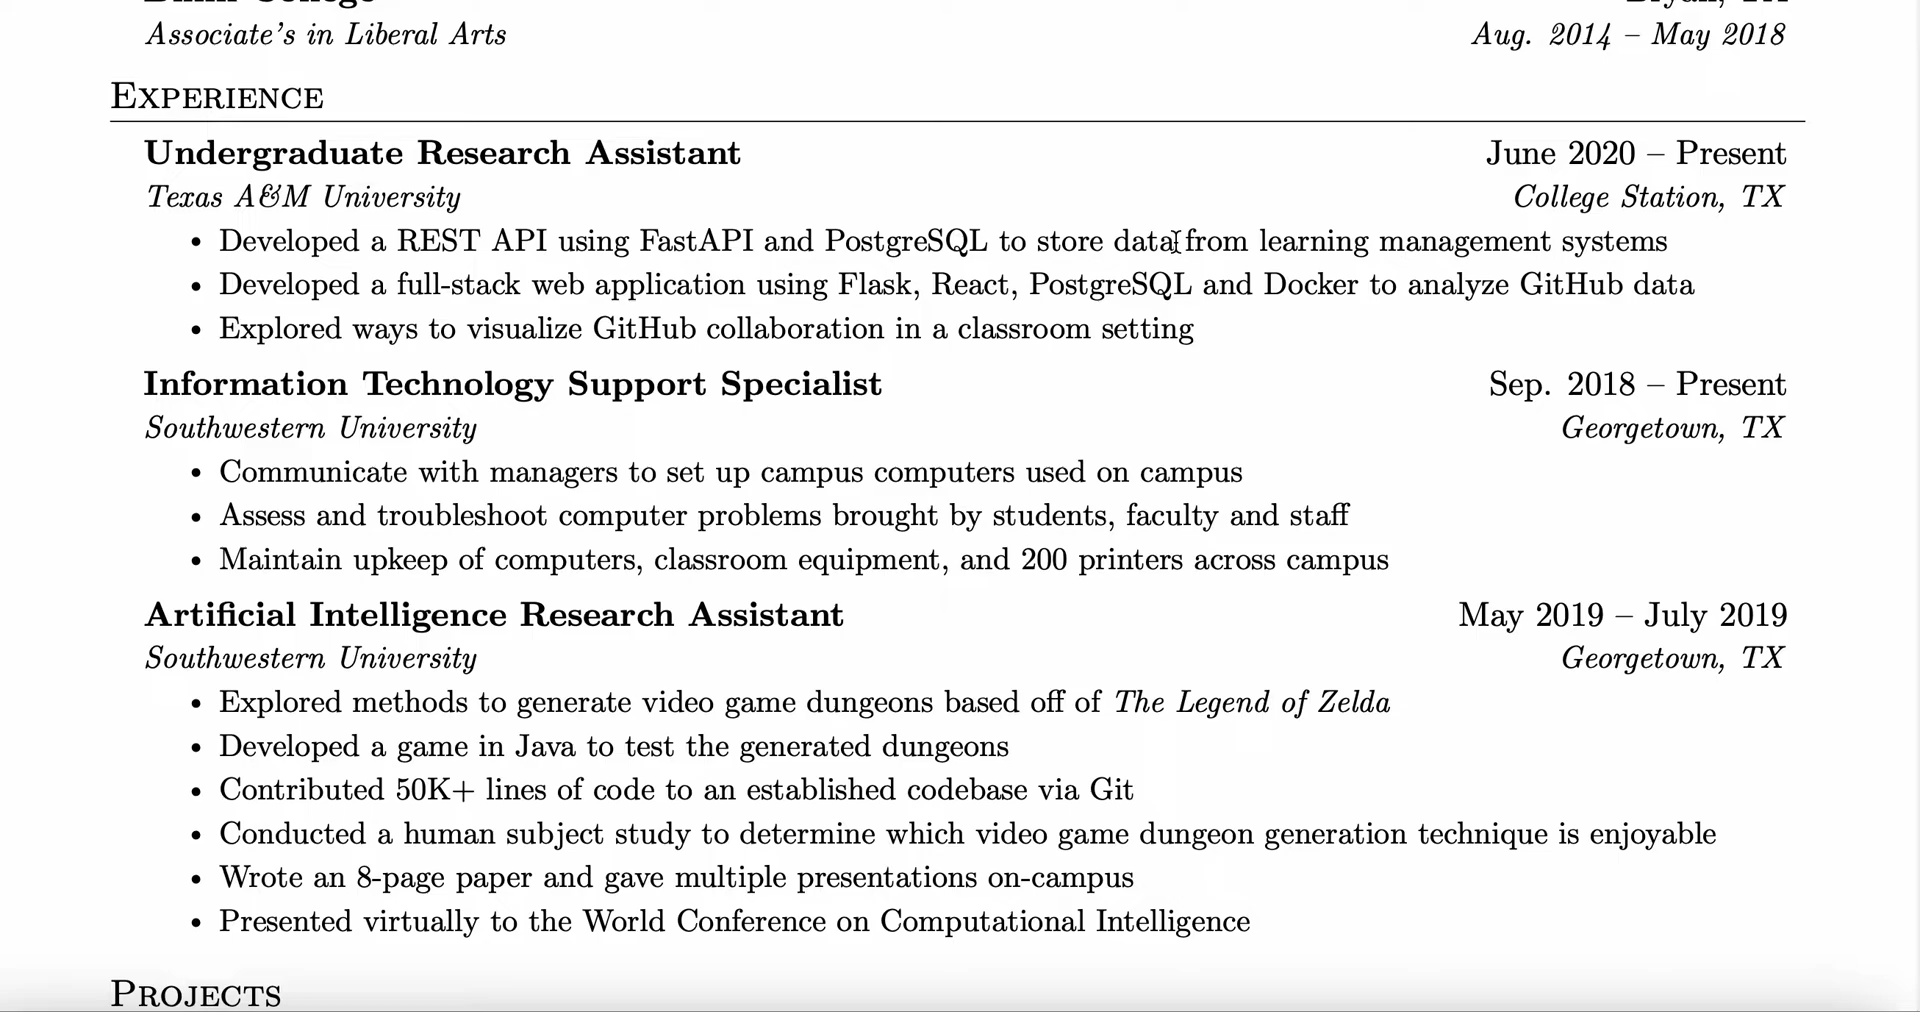 Associate's in Liberal Arts Aug. 2014 – May 2018
EXPERIENCE
Undergraduate Research Assistant June 2020 – Present
Texas A&M University College Station, TX
• Developed a REST API using FastAPI and PostgreSQL to store data from learning management systems
• Developed a full-stack web application using Flask, React, PostgreSQL and Docker to analyze GitHub data
• Explored ways to visualize GitHub collaboration in a classroom setting
Information Technology Support Specialist Sep. 2018 – Present
Southwestern University Georgetown, TX
• Communicate with managers to set up campus computers used on campus
• Assess and troubleshoot computer problems brought by students, faculty and staff
• Maintain upkeep of computers, classroom equipment, and 200 printers across campus
Artificial Intelligence Research Assistant May 2019 – July 2019
Southwestern University Georgetown, TX
• Explored methods to generate video game dungeons based off of The Legend of Zelda
• Developed a game in Java to test the generated dungeons
• Contributed 50K+ lines of code to an established codebase via Git
• Conducted a human subject study to determine which video game dungeon generation technique is enjoyable
• Wrote an 8-page paper and gave multiple presentations on-campus
• Presented virtually to the World Conference on Computational Intelligence
PROJECTS